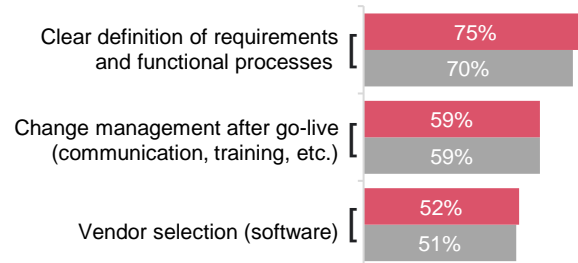 Clear definition of requirements
and functional processes
75%
70%
Change management after go-live
(communication, training, etc.)
59%
59%
Vendor selection (software)
52%
51%